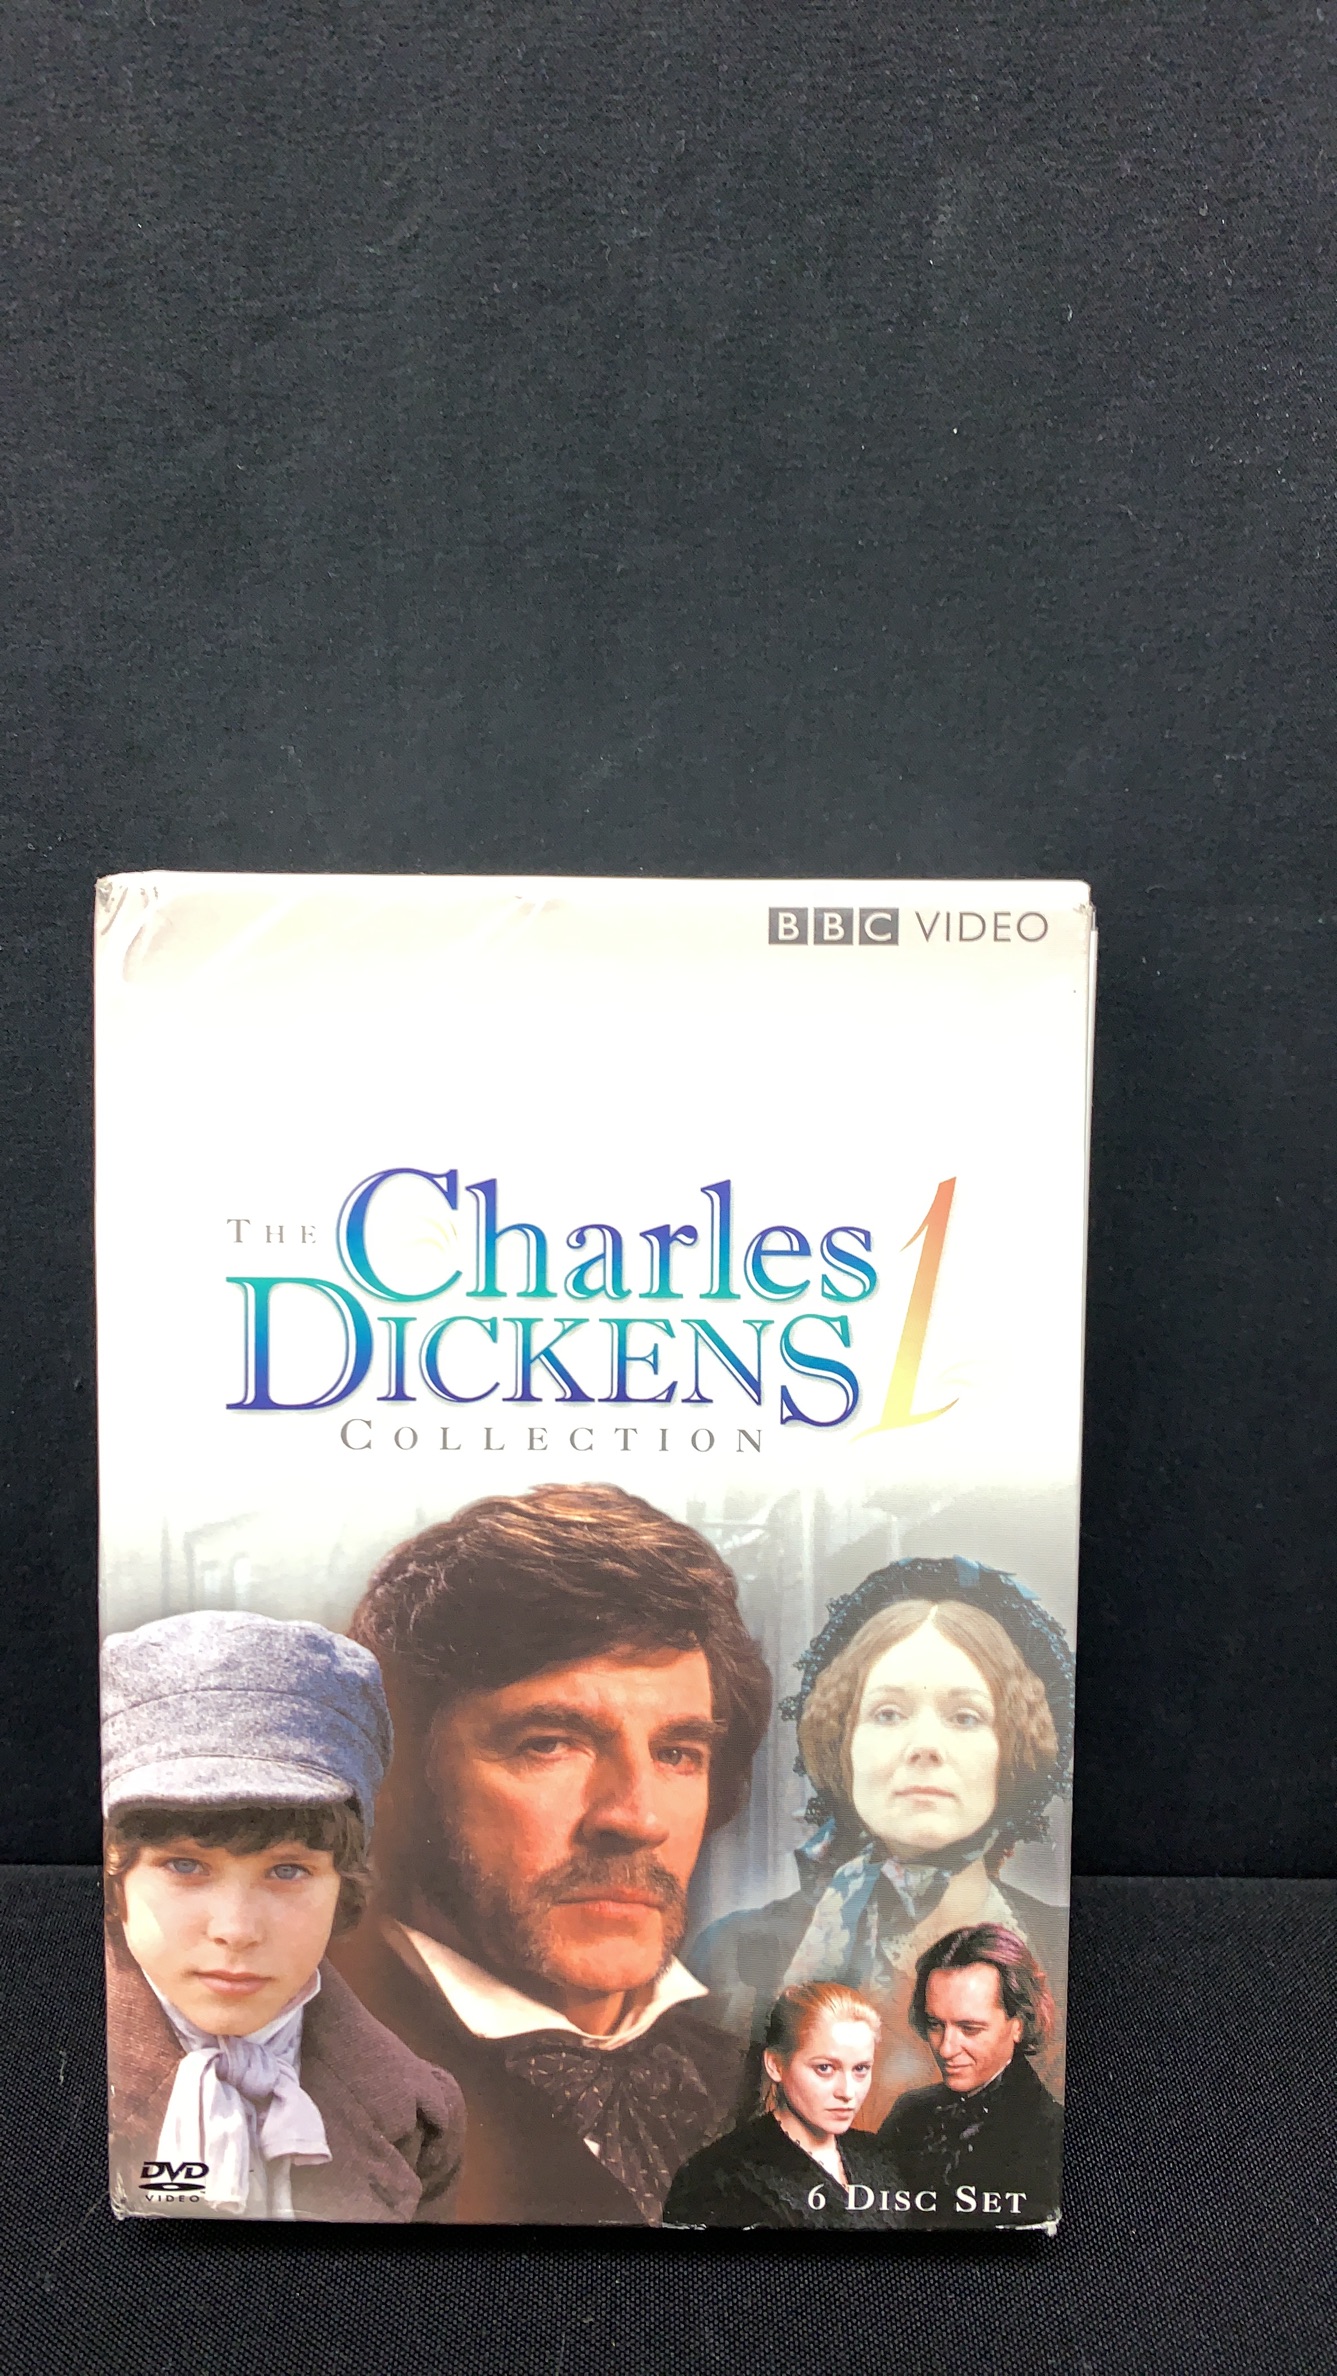 BBC VIDEO
THE Charles 1
DICKENS
COLLECTION
DVD
VIDEO
6 DISC SET